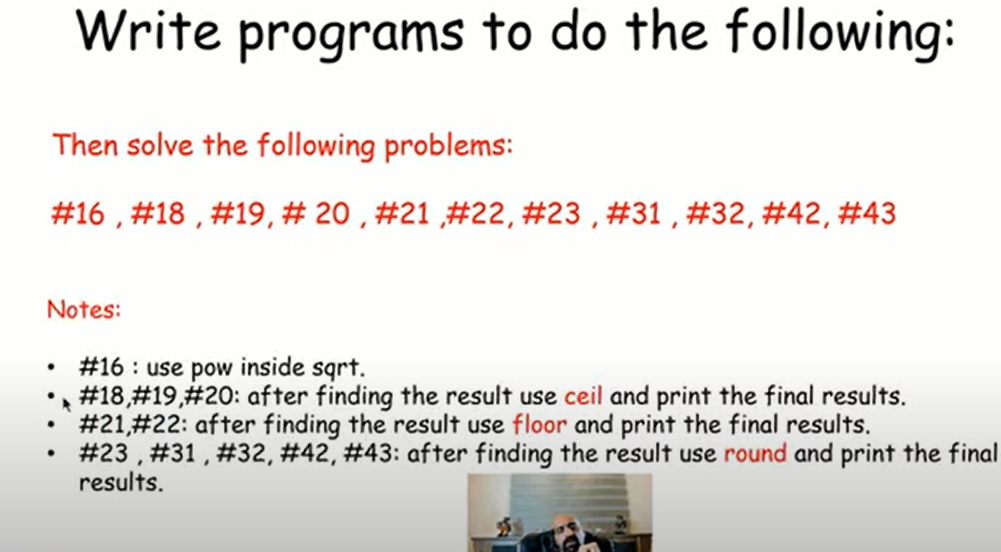 Write programs to do the following:
Then solve the following problems:
#16 , #18 , #19, # 20 , #21 ,#22, #23 , #31 , #32, #42, #43
Notes:
• #16 : use pow inside sqrt.
• #18,#19,#20: after finding the result use ceil and print the final results.
• #21,#22: after finding the result use floor and print the final results.
• #23 , #31 , #32, #42, #43: after finding the result use round and print the final
results.